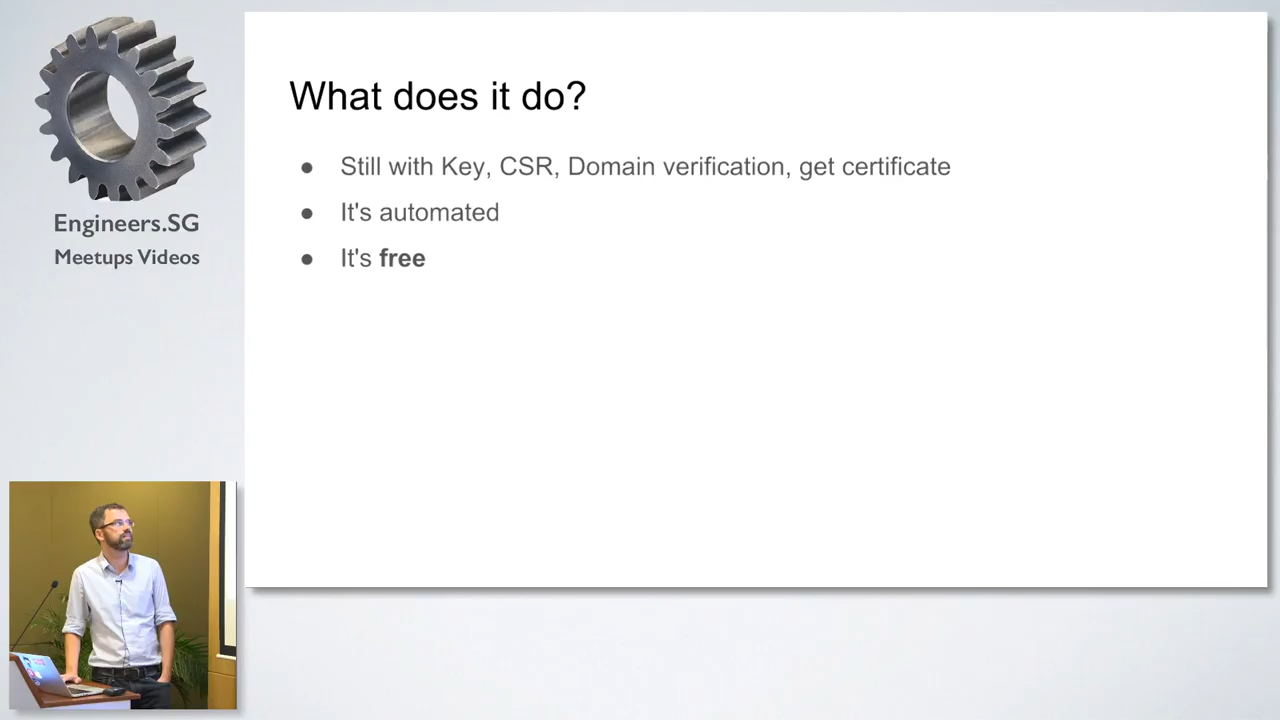 Engineers.SG
Meetups Videos
What does it do?
● Still with Key, CSR, Domain verification, get certificate
● It's automated
● It's free